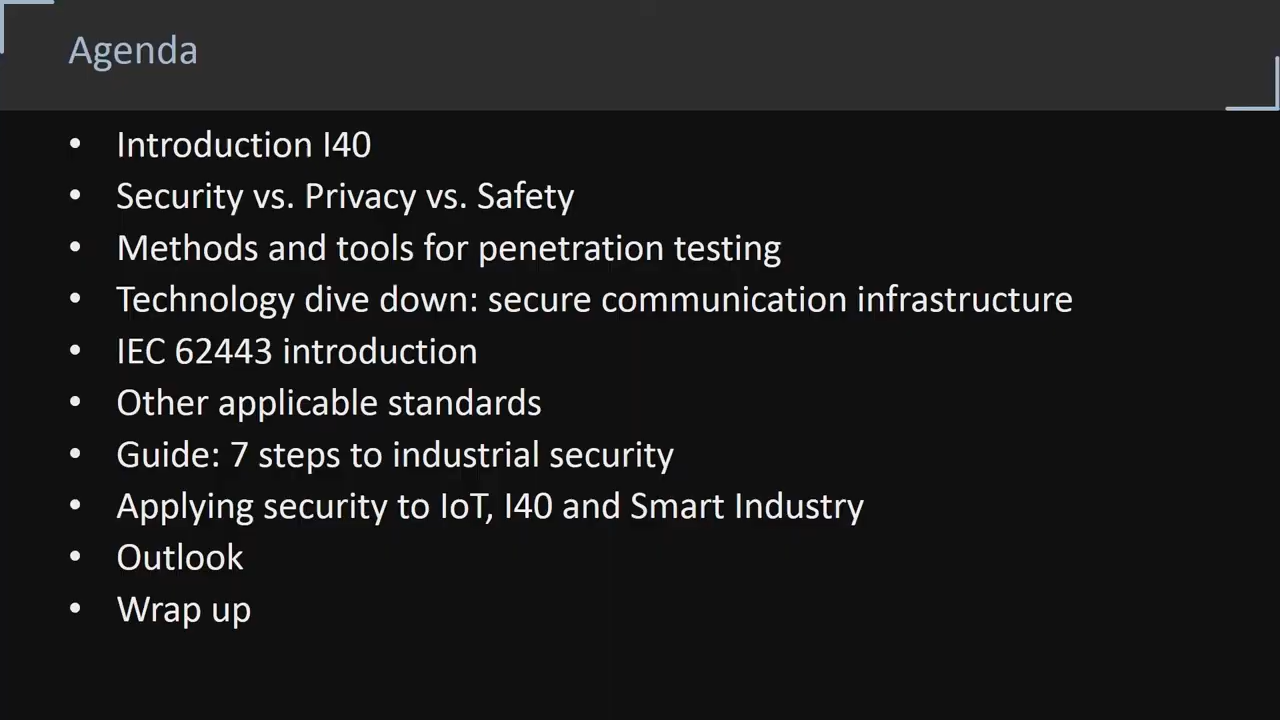 Agenda
• Introduction I40
• Security vs. Privacy vs. Safety
• Methods and tools for penetration testing
• Technology dive down: secure communication infrastructure
• IEC 62443 introduction
• Other applicable standards
• Guide: 7 steps to industrial security
• Applying security to IoT, I40 and Smart Industry
• Outlook
• Wrap up